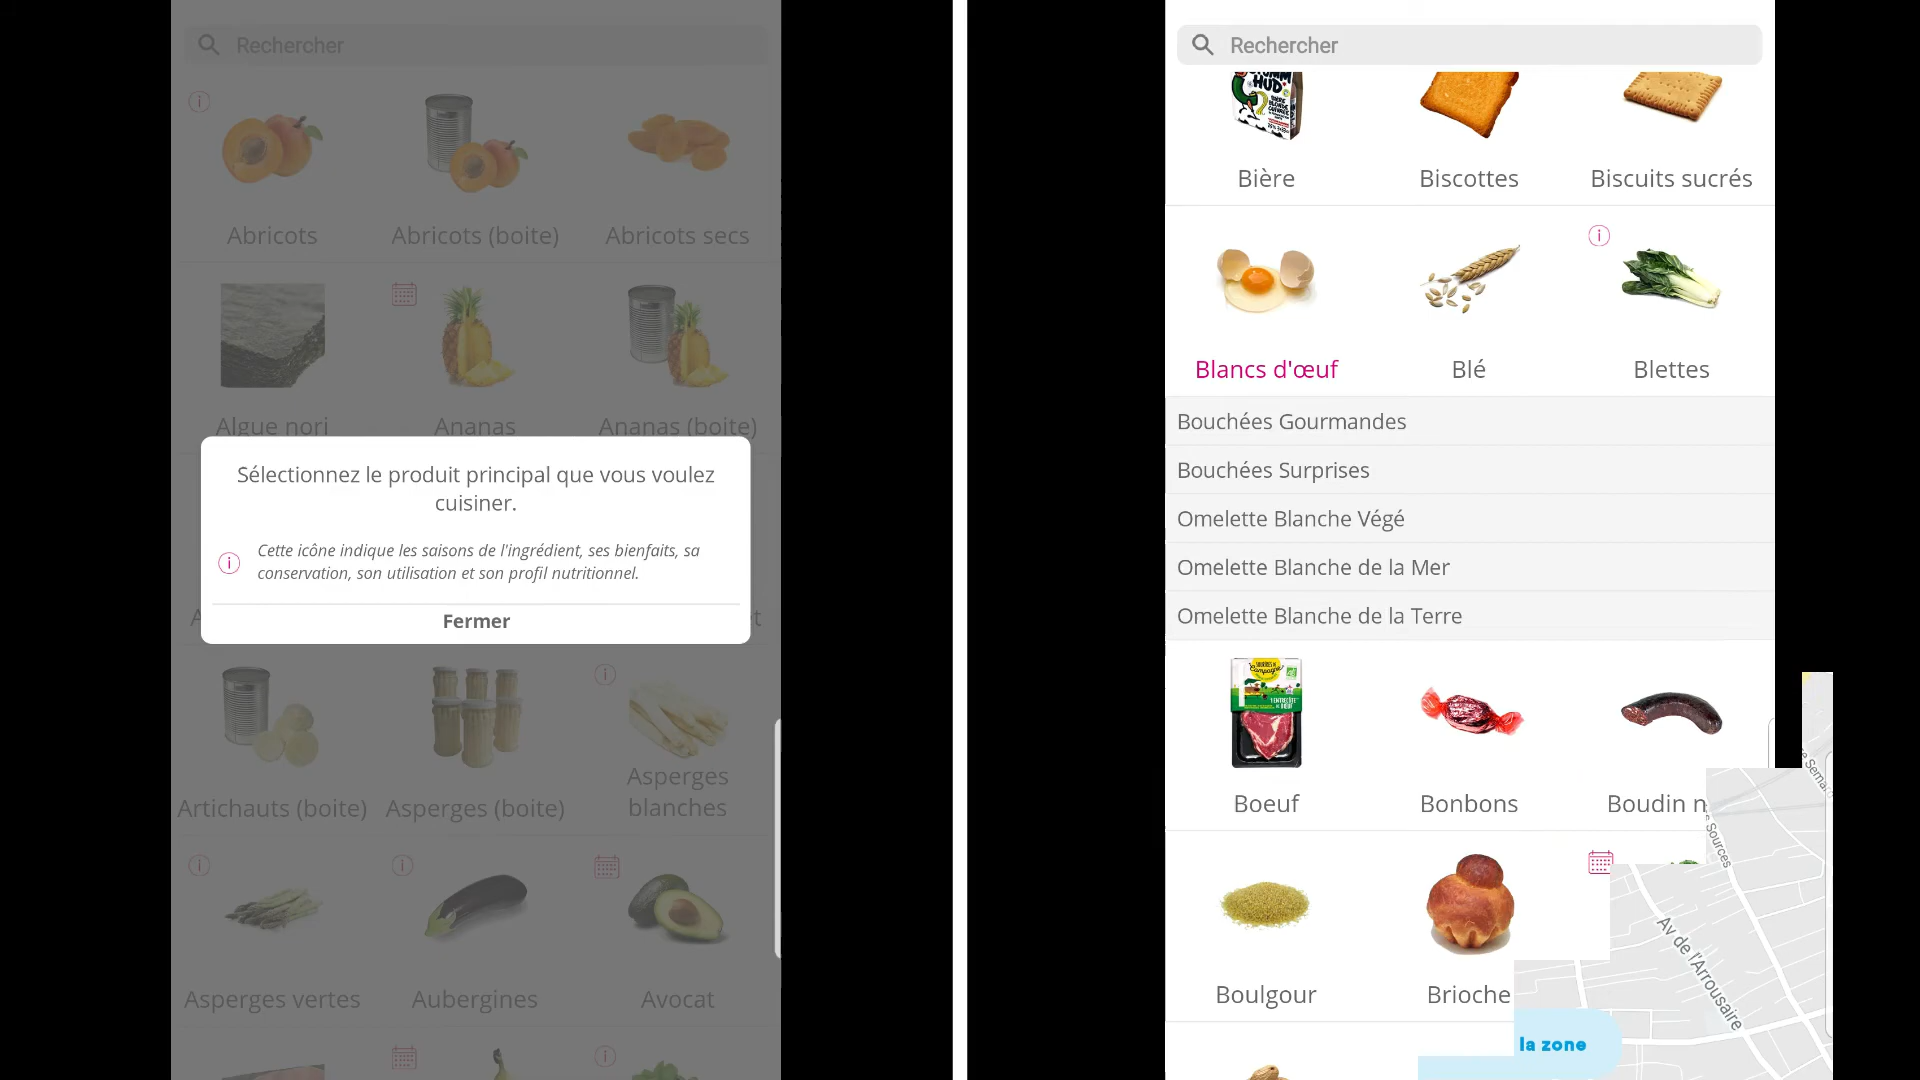 Rechercher
Abricots
Abricots (boite)
Abricots secs
Algue nori
Ananas
Ananas (boite)
Sélectionnez le produit principal que vous voulez
cuisiner.
Cette icône indique les saisons de l'ingrédient, ses bienfaits, sa
conservation, son utilisation et son profil nutritionnel.
Fermer
Artichauts (boite)
Asperges (boite)
Asperges
blanches
Asperges vertes
Aubergines
Avocat
Rechercher
HUD
Bière
Biscottes
Biscuits sucrés
Blancs d'œuf
Blé
Blettes
Bouchées Gourmandes
Bouchées Surprises
Omelette Blanche Végé
Omelette Blanche de la Mer
Omelette Blanche de la Terre
Campagne
Boeuf
Bonbons
Boudin n
Sources
Boulgour
Brioche
Av de l'Arrousaire
la zone